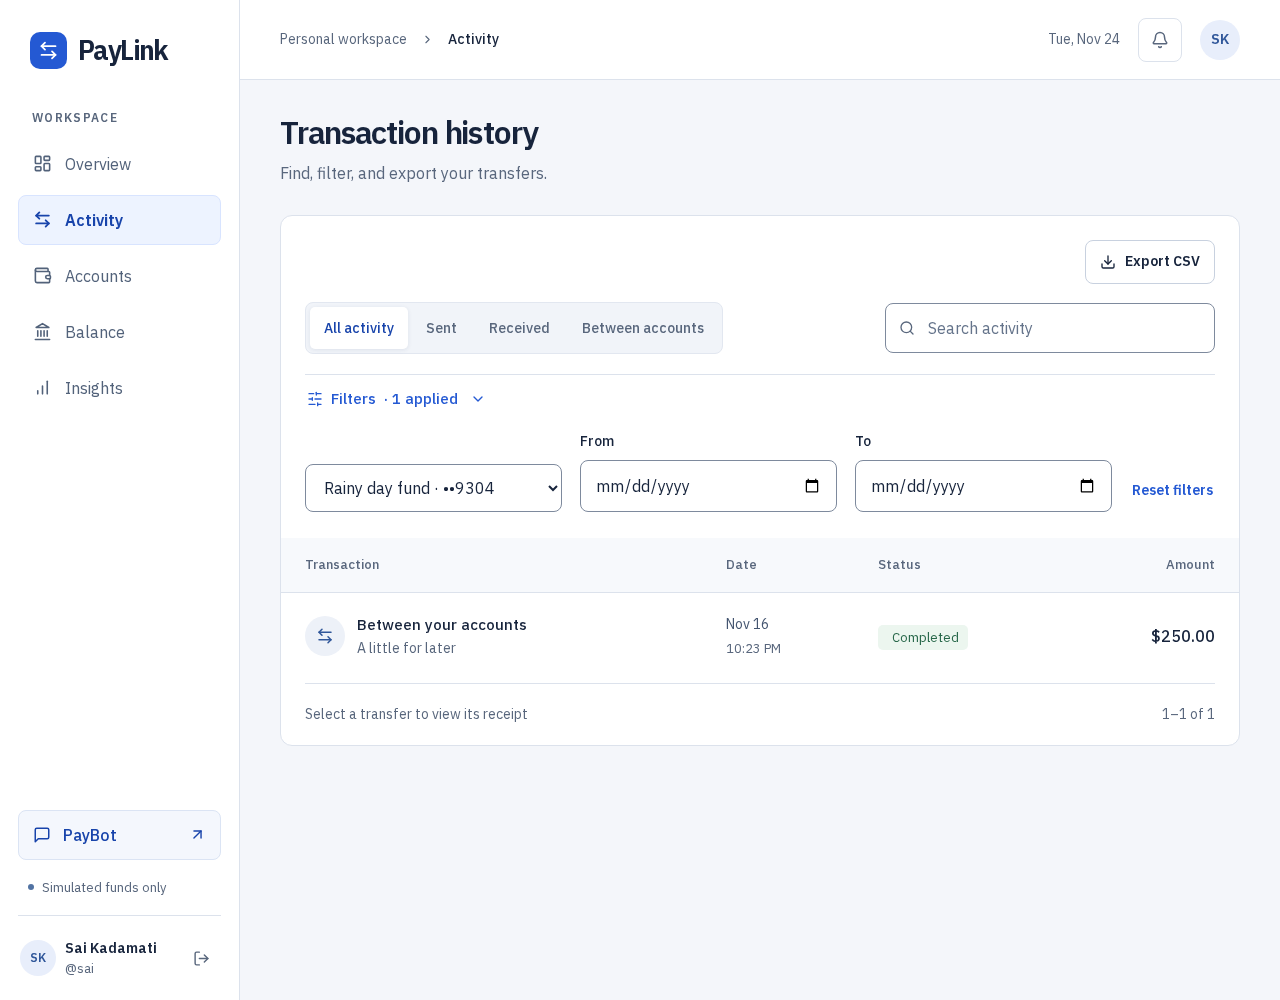 PayLink
WORKSPACE
Overview
Activity
Accounts
Balance
Insights
PayBot
Simulated funds only
SK
Sai Kadamati
@sai
Personal workspace
Activity
Tue, Nov 24
SK
Transaction history
Find, filter, and export your transfers.
Export CSV
All activity
Sent
Received
Between accounts
Search activity
Filters · 1 applied
From
To
Rainy day fund · ••9304
mm/dd/yyyy
mm/dd/yyyy
Reset filters
Transaction
Date
Status
Amount
Between your accounts
A little for later
Nov 16
10:23 PM
Completed
$250.00
Select a transfer to view its receipt
1–1 of 1